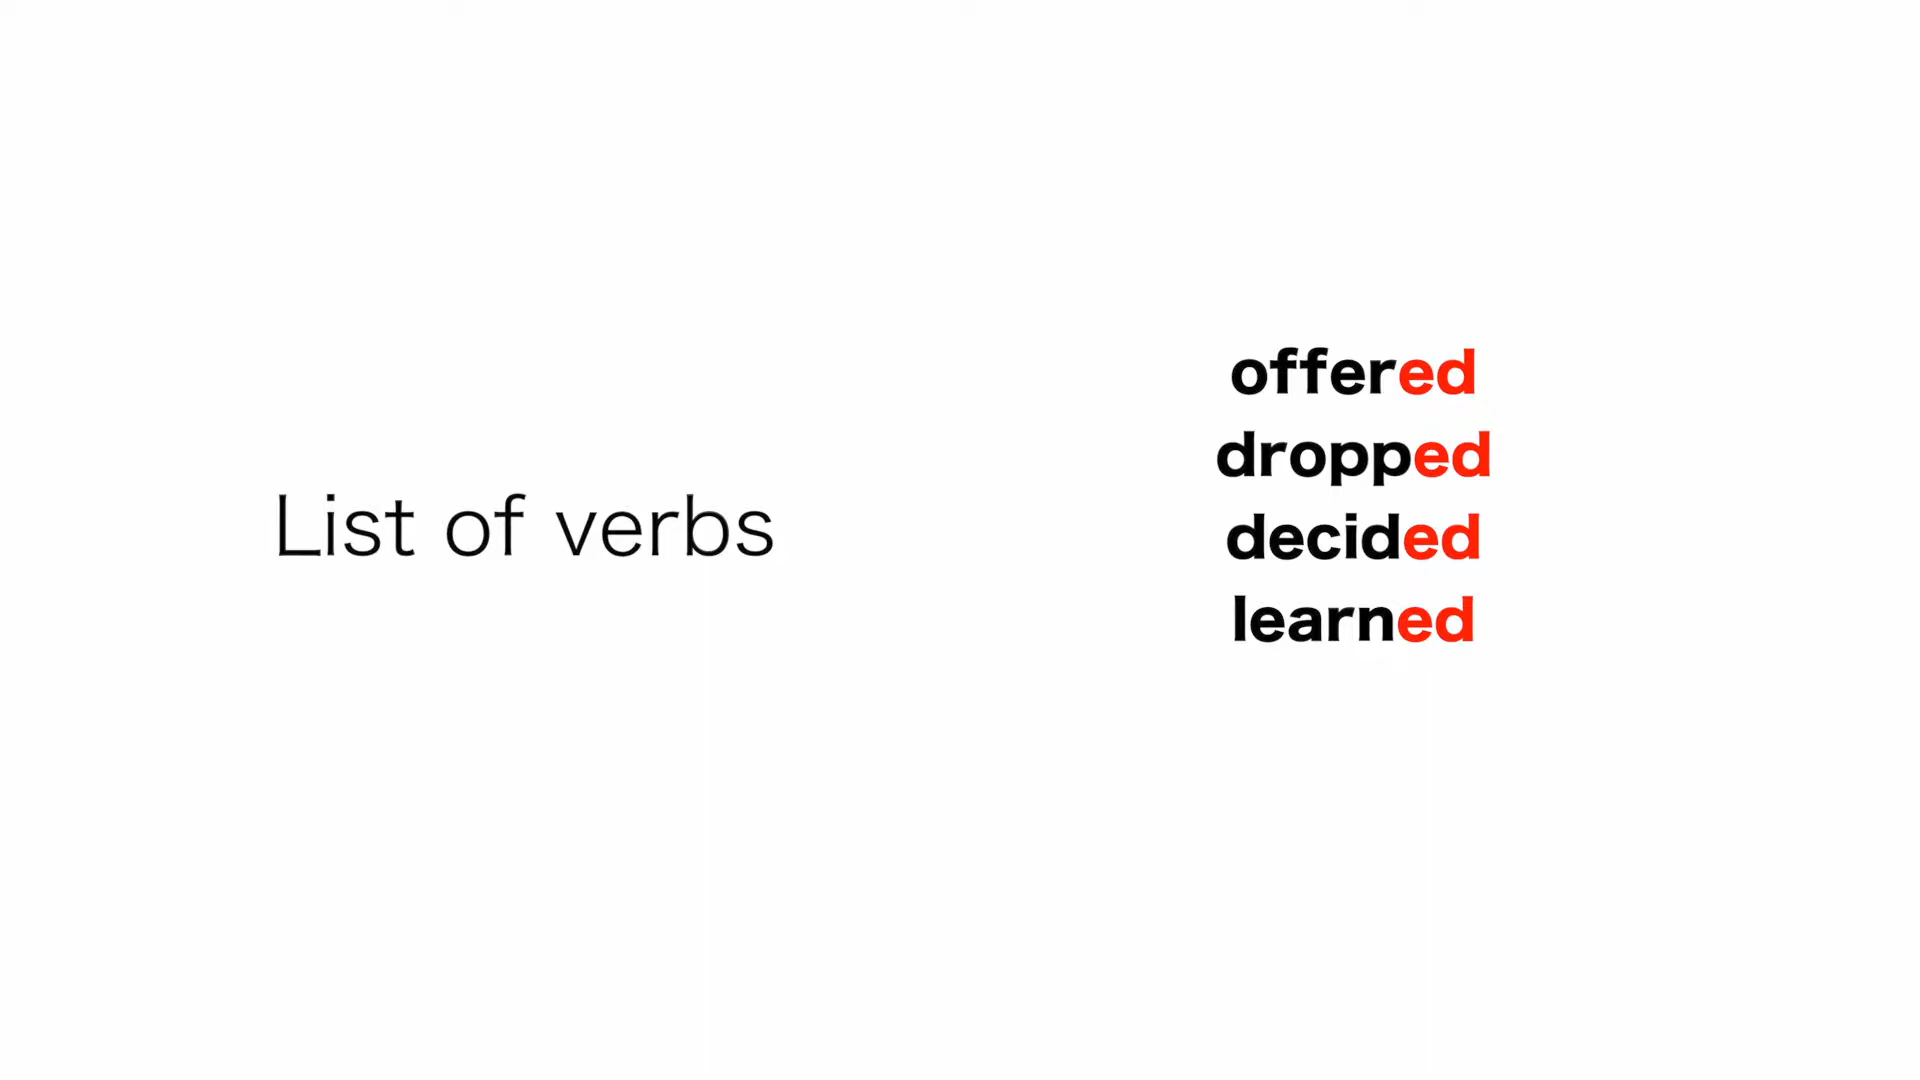 List of verbs
offered
dropped
decided
learned